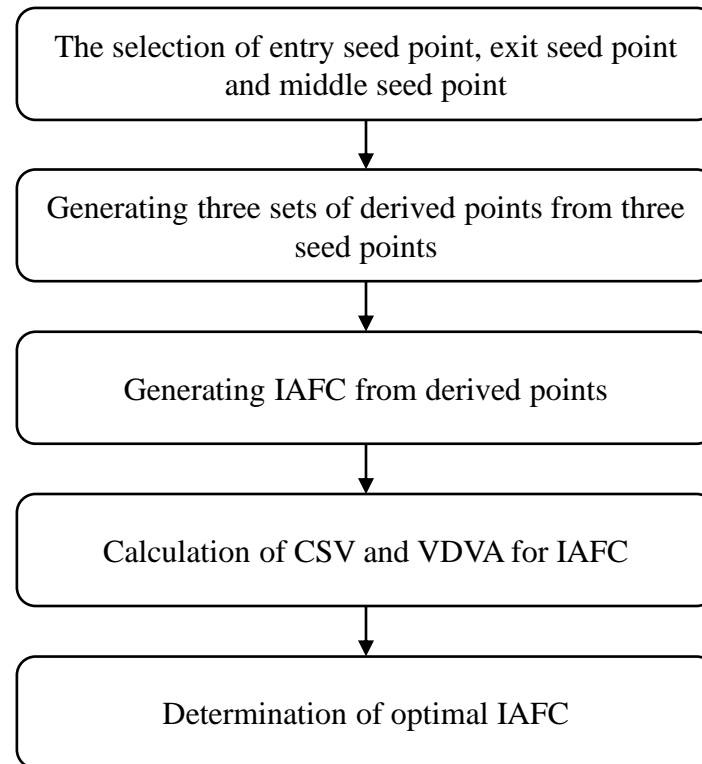 The selection of entry seed point, exit seed point
and middle seed point
Generating three sets of derived points from three
seed points
Generating IAFC from derived points
Calculation of CSV and VDVA for IAFC
Determination of optimal IAFC